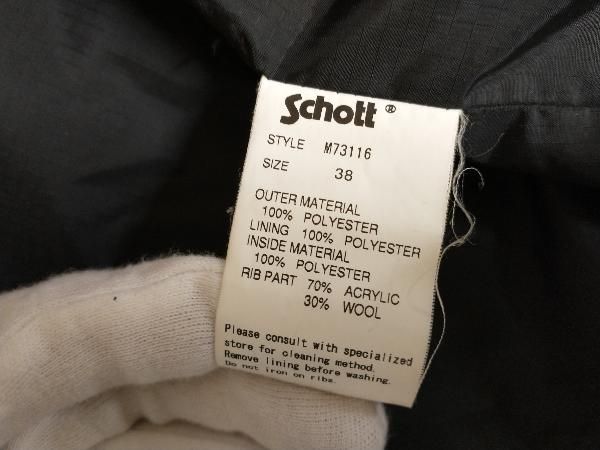 Schott®
STYLE M73116
SIZE 38
OUTER MATERIAL
100% POLYESTER
LINING 100% POLYESTER
INSIDE MATERIAL
100% POLYESTER
RIB PART 70% ACRYLIC
30% WOOL
Please consult with specialized
store for cleaning method.
Remove lining before washing.
Do not iron on ribs.